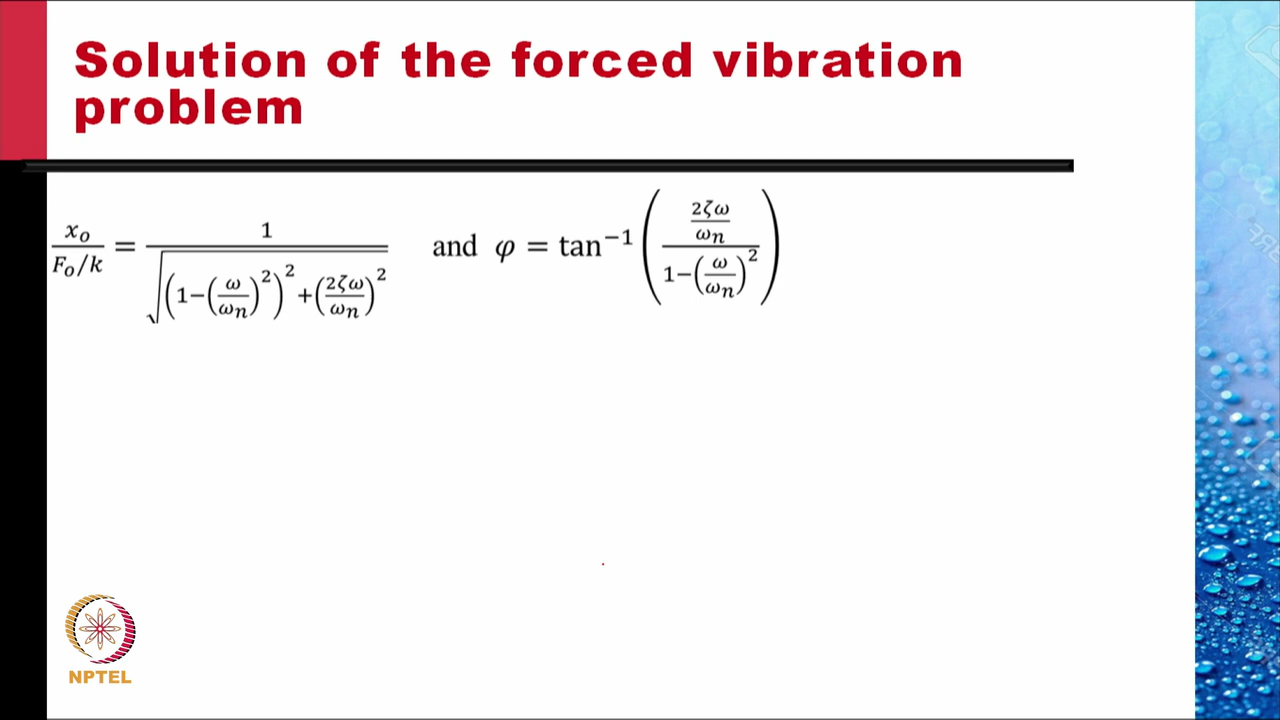 Solution of the forced vibration
problem
x_o/(F_o/k) = 1/√((1−(ω/ω_n)^2)^2+(2ζω/ω_n)^2) and φ = tan^−1((2ζω/ω_n)/(1−(ω/ω_n)^2))
NPTEL